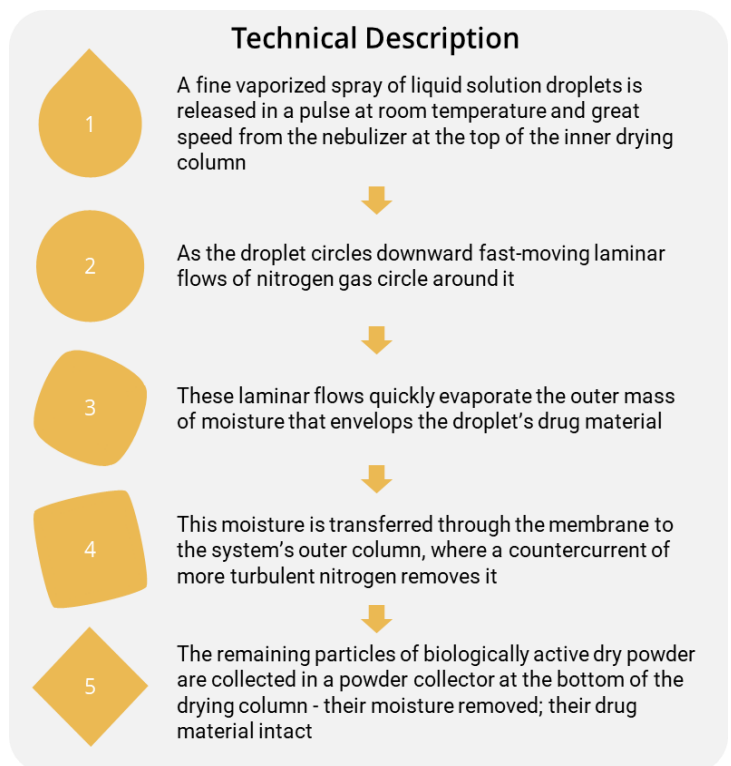 Technical Description
1
A fine vaporized spray of liquid solution droplets is
released in a pulse at room temperature and great
speed from the nebulizer at the top of the inner drying
column
2
As the droplet circles downward fast-moving laminar
flows of nitrogen gas circle around it
3
These laminar flows quickly evaporate the outer mass
of moisture that envelops the droplet’s drug material
4
This moisture is transferred through the membrane to
the system’s outer column, where a countercurrent of
more turbulent nitrogen removes it
5
The remaining particles of biologically active dry powder
are collected in a powder collector at the bottom of the
drying column - their moisture removed; their drug
material intact